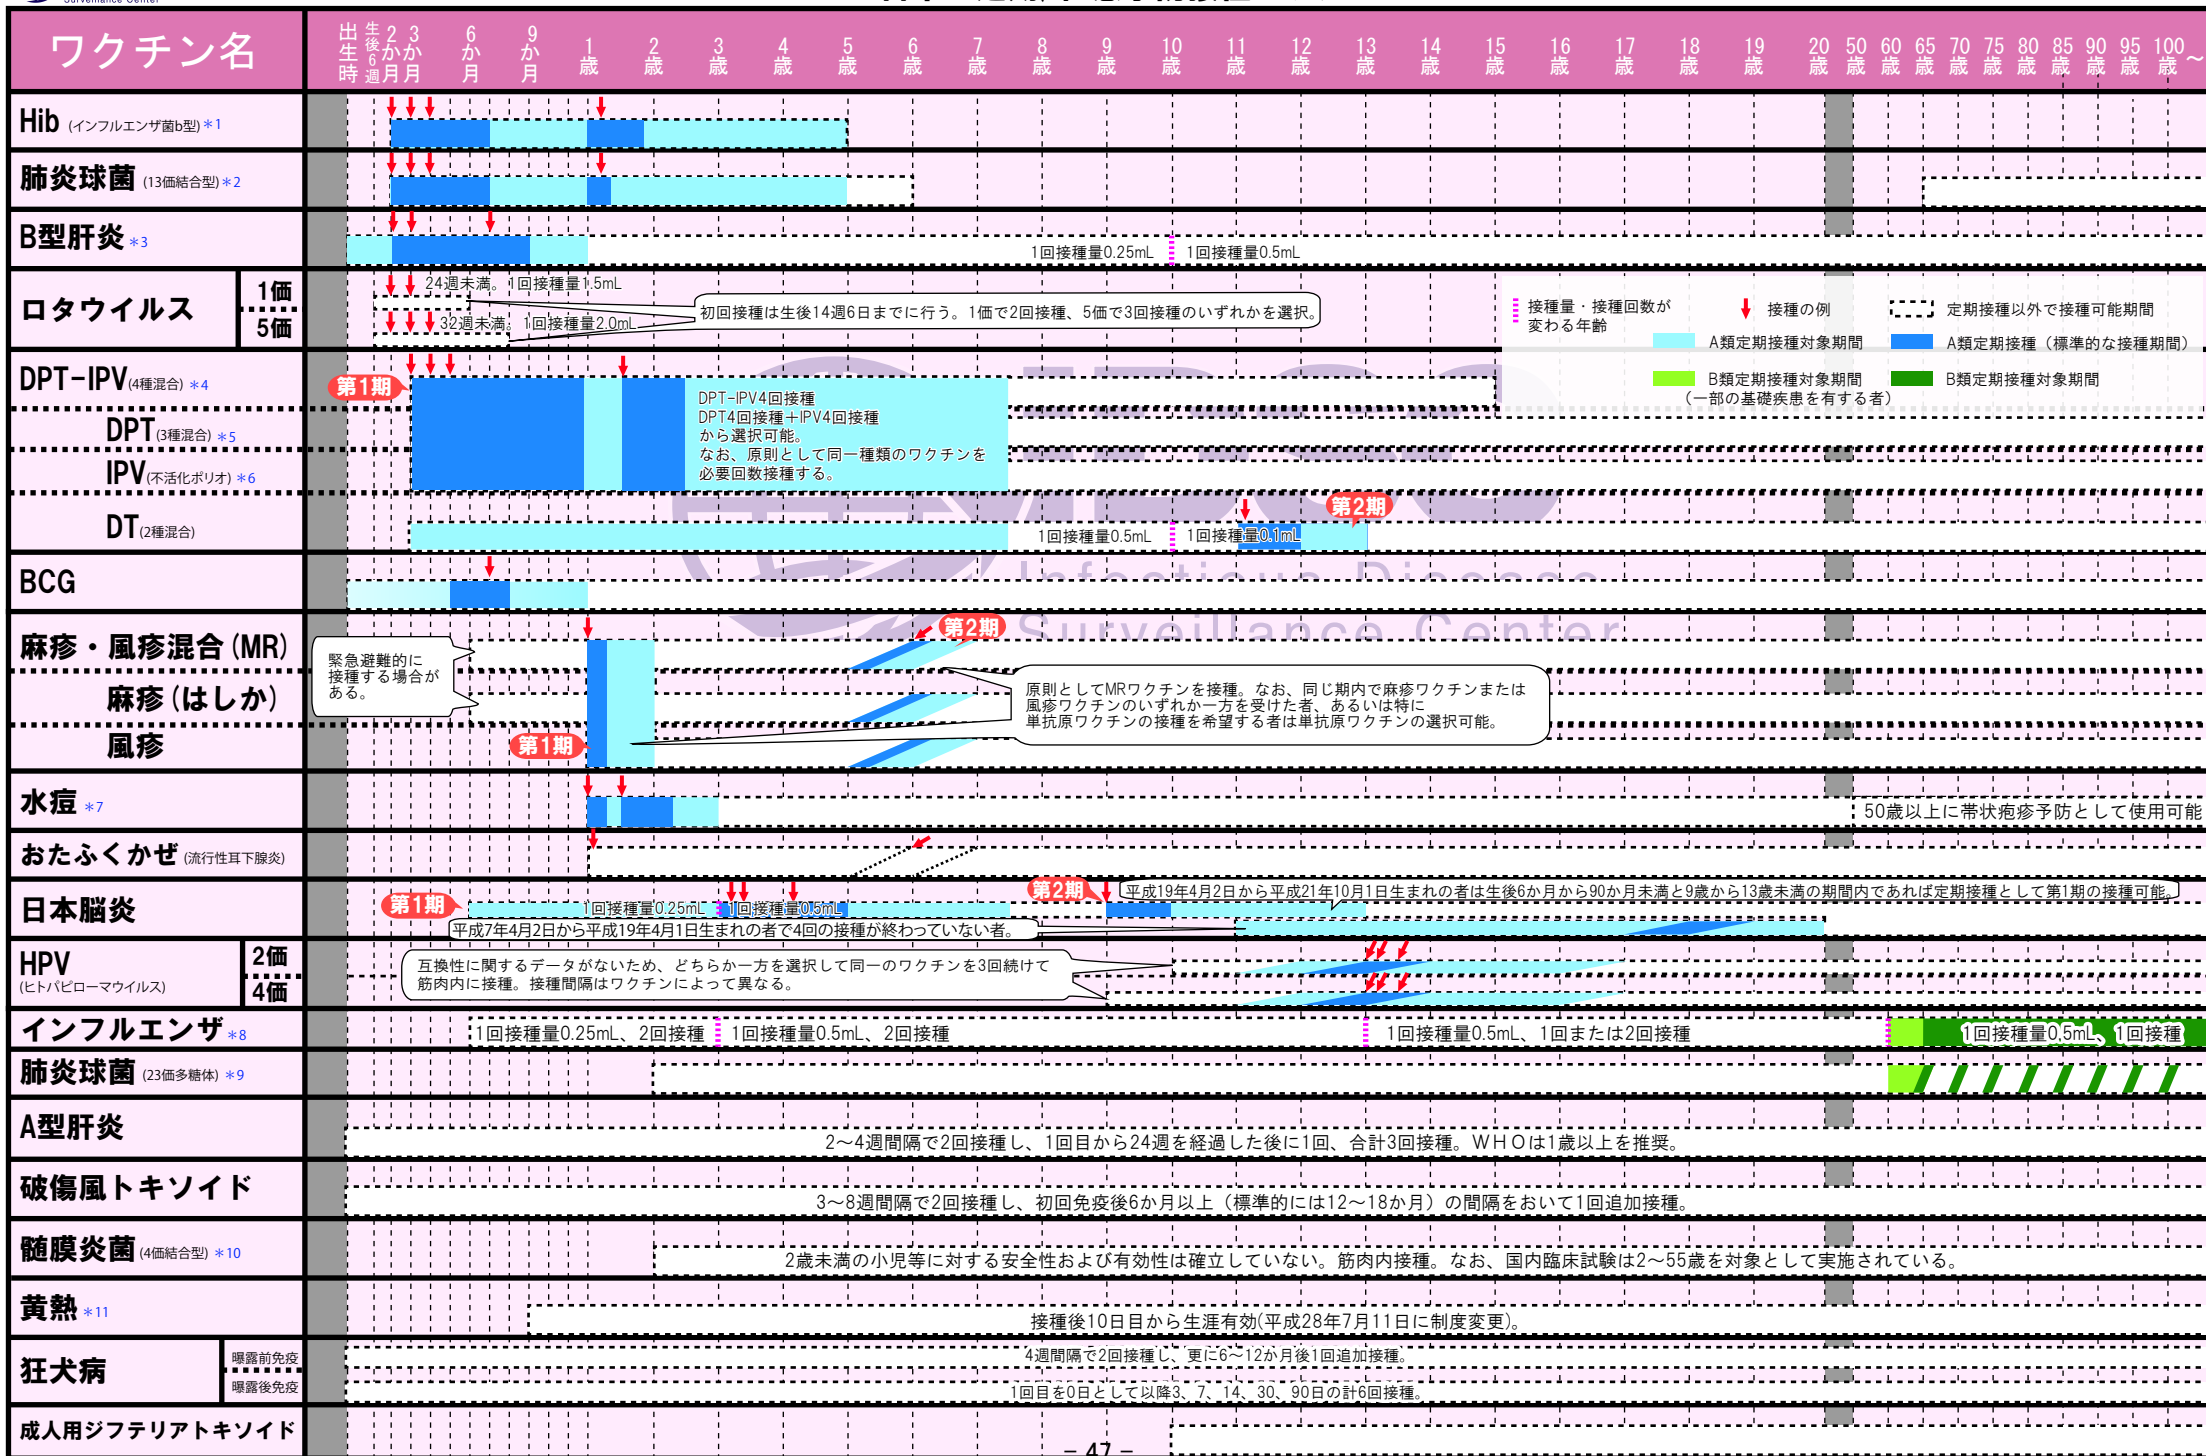 Surveillance Center
ワクチン名
出生時
生後6週
2か月
3か月
6か月
9か月
1歳
2歳
3歳
4歳
5歳
6歳
7歳
8歳
9歳
10歳
11歳
12歳
13歳
14歳
15歳
16歳
17歳
18歳
19歳
20歳
50歳
60歳
65歳
70歳
75歳
80歳
85歳
90歳
95歳
100歳
～
Hib (インフルエンザ菌b型)＊1
肺炎球菌 (13価結合型)＊2
B型肝炎 ＊3
1回接種量0.25mL
1回接種量0.5mL
ロタウイルス
1価
5価
24週未満。1回接種量1.5mL
32週未満。1回接種量2.0mL
初回接種は生後14週6日までに行う。1価で2回接種、5価で3回接種のいずれかを選択。
接種量・接種回数が
変わる年齢
接種の例
定期接種以外で接種可能期間
A類定期接種対象期間
A類定期接種（標準的な接種期間）
B類定期接種対象期間
（一部の基礎疾患を有する者）
B類定期接種対象期間
DPT-IPV(4種混合) ＊4
第1期
DPT-IPV4回接種
DPT4回接種＋IPV4回接種
から選択可能。
なお、原則として同一種類のワクチンを
必要回数接種する。
DPT(3種混合) ＊5
IPV(不活化ポリオ) ＊6
DT(2種混合)
1回接種量0.5mL
1回接種量0.1mL
第2期
BCG
Infectious Disease
Surveillance Center
麻疹・風疹混合(MR)
麻疹(はしか)
風疹
緊急避難的に
接種する場合が
ある。
第1期
第2期
原則としてMRワクチンを接種。なお、同じ期内で麻疹ワクチンまたは
風疹ワクチンのいずれか一方を受けた者、あるいは特に
単抗原ワクチンの接種を希望する者は単抗原ワクチンの選択可能。
水痘 ＊7
50歳以上に帯状疱疹予防として使用可能
おたふくかぜ (流行性耳下腺炎)
日本脳炎
第1期
1回接種量0.25mL
1回接種量0.5mL
第2期
平成19年4月2日から平成21年10月1日生まれの者は生後6か月から90か月未満と9歳から13歳未満の期間内であれば定期接種として第1期の接種可能。
平成7年4月2日から平成19年4月1日生まれの者で4回の接種が終わっていない者。
HPV
(ヒトパピローマウイルス)
2価
4価
互換性に関するデータがないため、どちらか一方を選択して同一のワクチンを3回続けて
筋肉内に接種。接種間隔はワクチンによって異なる。
インフルエンザ ＊8
1回接種量0.25mL、2回接種
1回接種量0.5mL、2回接種
1回接種量0.5mL、1回または2回接種
1回接種量0.5mL、1回接種
肺炎球菌 (23価多糖体) ＊9
A型肝炎
2～4週間隔で2回接種し、1回目から24週を経過した後に1回、合計3回接種。WHOは1歳以上を推奨。
破傷風トキソイド
3～8週間隔で2回接種し、初回免疫後6か月以上（標準的には12～18か月）の間隔をおいて1回追加接種。
髄膜炎菌 (4価結合型) ＊10
2歳未満の小児等に対する安全性および有効性は確立していない。筋肉内接種。なお、国内臨床試験は2～55歳を対象として実施されている。
黄熱 ＊11
接種後10日目から生涯有効(平成28年7月11日に制度変更)。
狂犬病
曝露前免疫
曝露後免疫
4週間隔で2回接種し、更に6～12か月後1回追加接種。
1回目を0日として以降3、7、14、30、90日の計6回接種。
成人用ジフテリアトキソイド
- 47 -